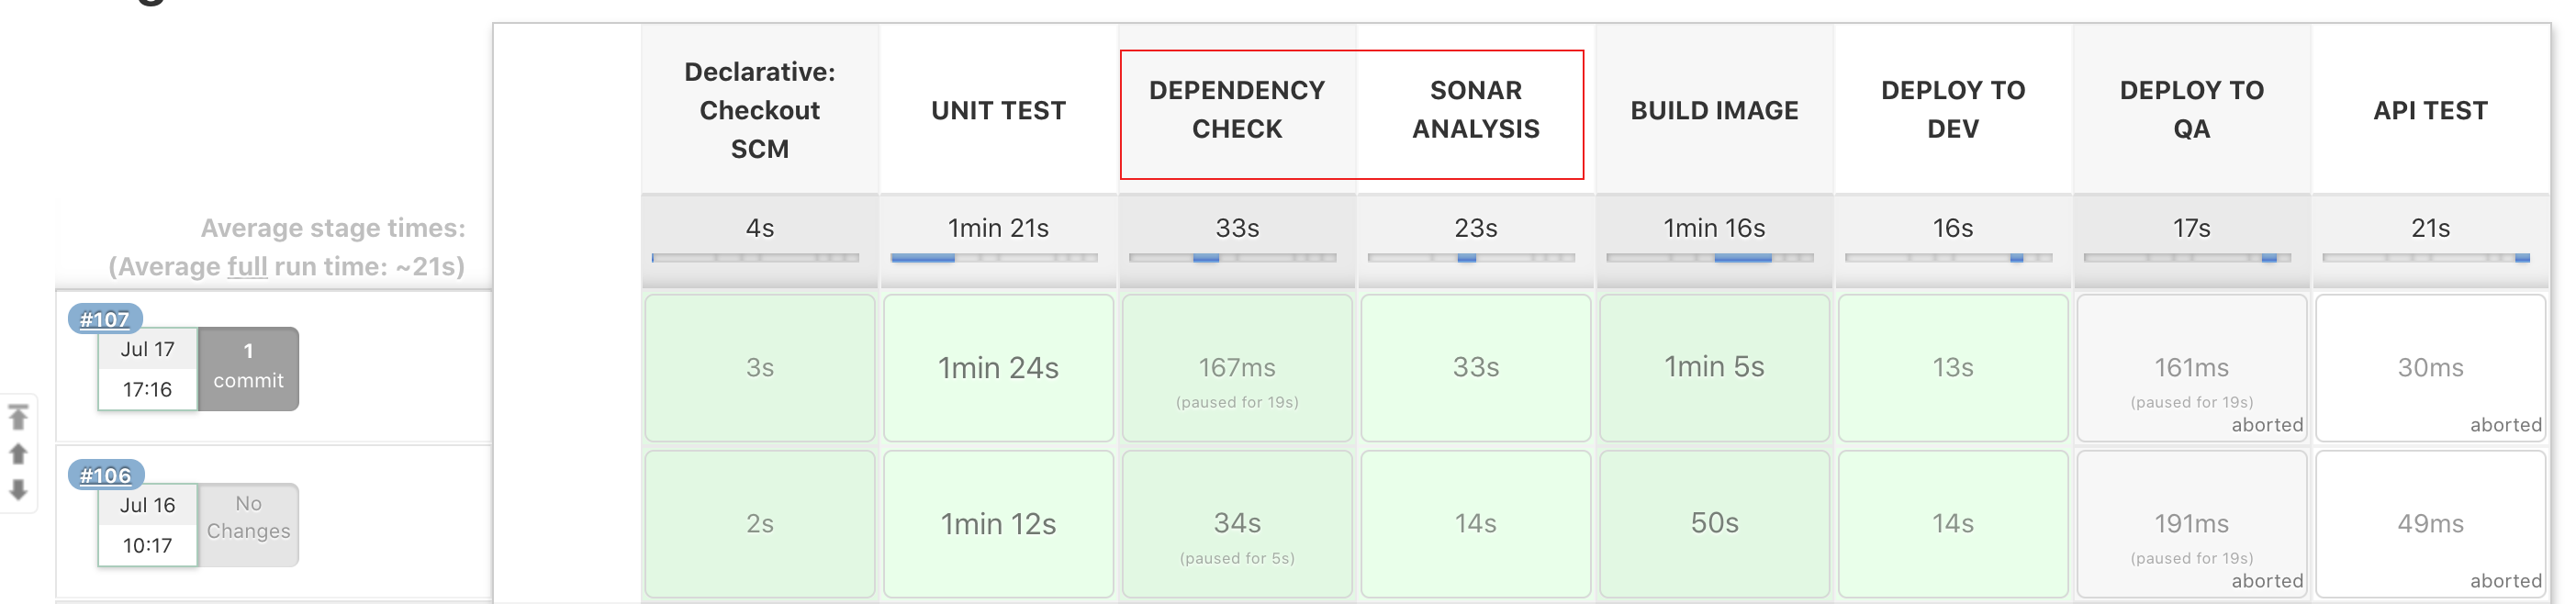 Declarative:
Checkout
SCM
UNIT TEST
DEPENDENCY
CHECK
SONAR
ANALYSIS
BUILD IMAGE
DEPLOY TO
DEV
DEPLOY TO
QA
API TEST
Average stage times:
(Average full run time: ~21s)
4s
1min 21s
33s
23s
1min 16s
16s
17s
21s
#107
Jul 17
17:16
1
commit
3s
1min 24s
167ms
(paused for 19s)
33s
1min 5s
13s
161ms
(paused for 19s)
aborted
30ms
aborted
#106
Jul 16
10:17
No
Changes
2s
1min 12s
34s
(paused for 5s)
14s
50s
14s
191ms
(paused for 19s)
aborted
49ms
aborted